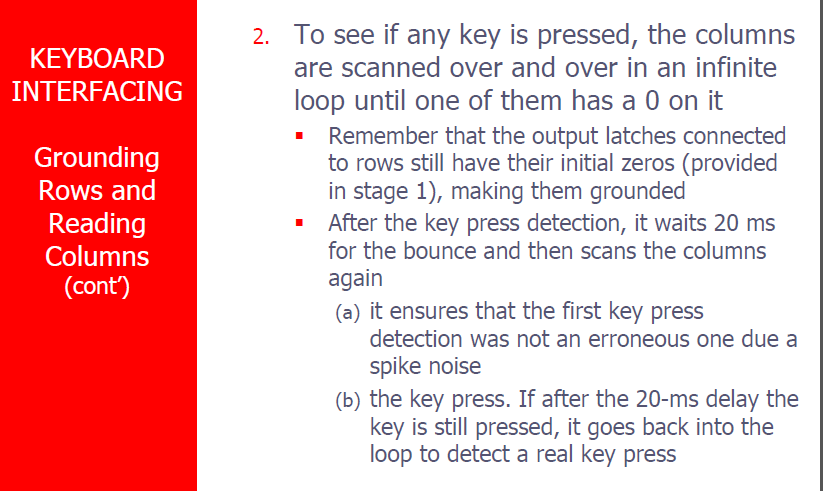 KEYBOARD
INTERFACING
Grounding
Rows and
Reading
Columns
(cont’)
2. To see if any key is pressed, the columns
are scanned over and over in an infinite
loop until one of them has a 0 on it
▪ Remember that the output latches connected
to rows still have their initial zeros (provided
in stage 1), making them grounded
▪ After the key press detection, it waits 20 ms
for the bounce and then scans the columns
again
(a) it ensures that the first key press
detection was not an erroneous one due a
spike noise
(b) the key press. If after the 20-ms delay the
key is still pressed, it goes back into the
loop to detect a real key press